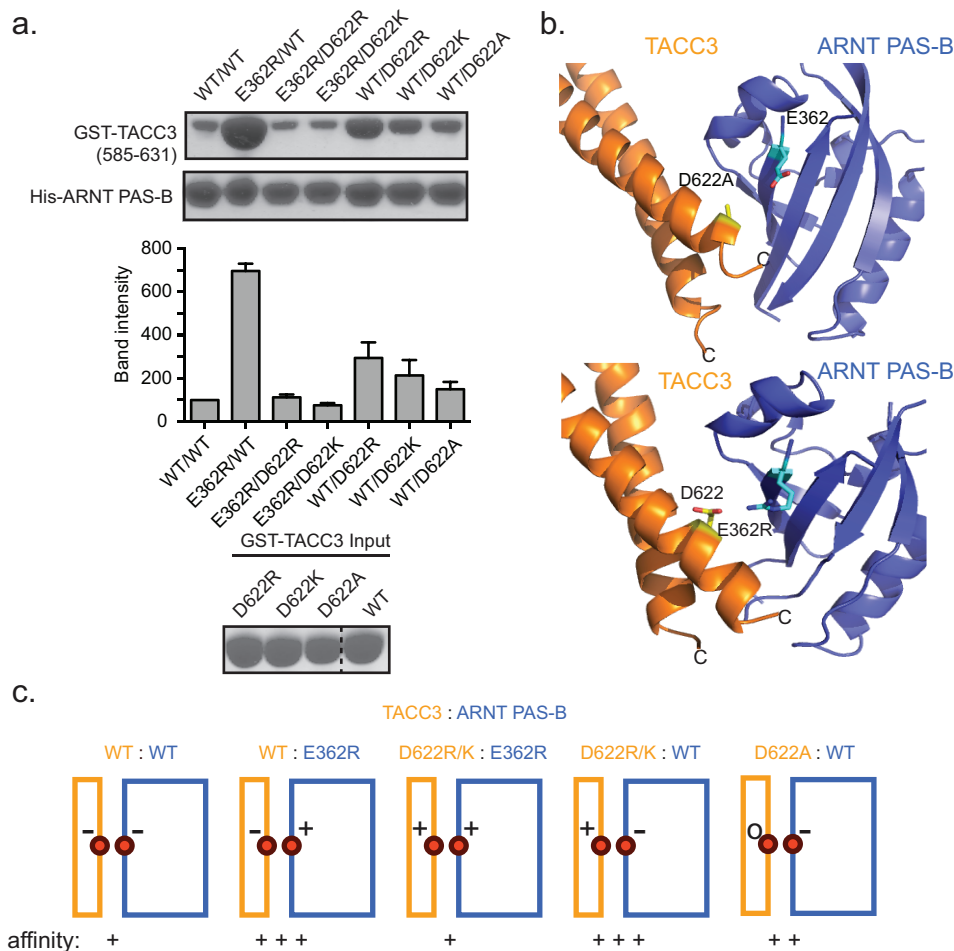 a.
WT/WT E362R/WT E362R/D622R E362R/D622K WT/D622R WT/D622K WT/D622A
GST-TACC3
(585-631)
His-ARNT PAS-B
Band intensity
800
600
400
200
0
WT/WT E362R/WT E362R/D622R E362R/D622K WT/D622R WT/D622K WT/D622A
GST-TACC3 Input
D622R D622K D622A WT
b.
TACC3 ARNT PAS-B
E362
D622A
C
C
TACC3 ARNT PAS-B
D622
E362R
C
C
c.
TACC3 : ARNT PAS-B
WT : WT WT : E362R D622R/K : E362R D622R/K : WT D622A : WT
- - - + + + + - o -
affinity: + + + + + + + + + +